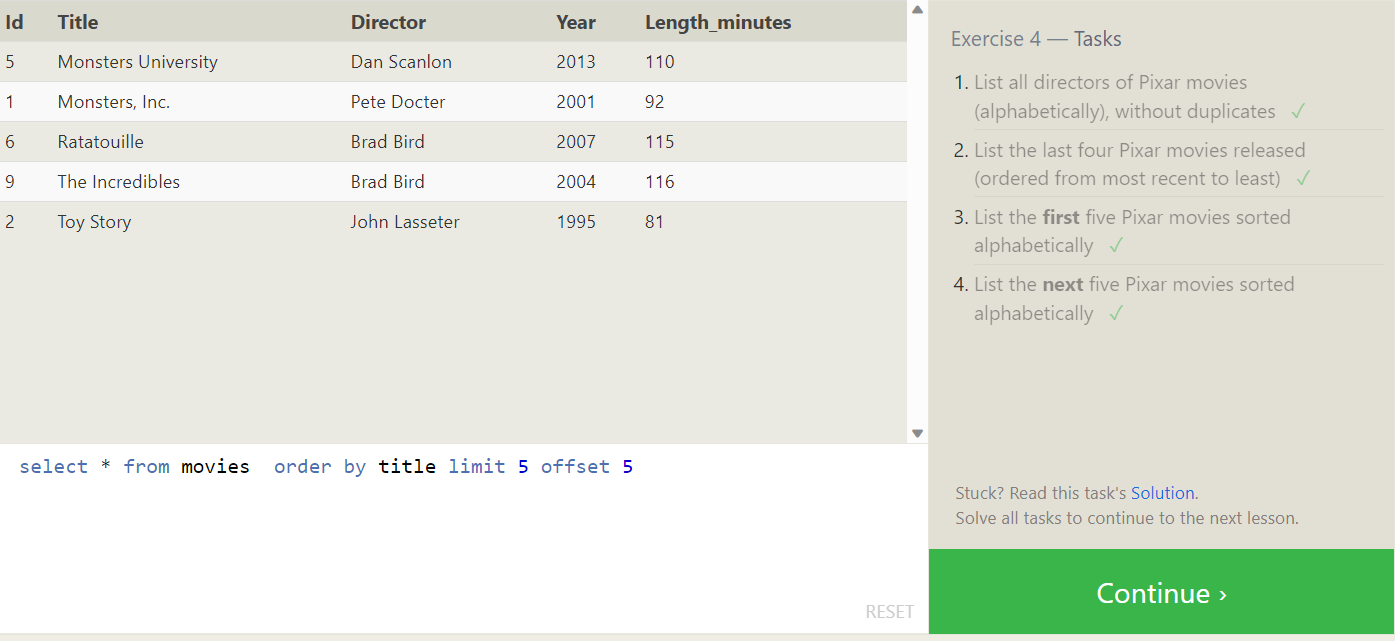 Id Title Director Year Length_minutes
5 Monsters University Dan Scanlon 2013 110
1 Monsters, Inc. Pete Docter 2001 92
6 Ratatouille Brad Bird 2007 115
9 The Incredibles Brad Bird 2004 116
2 Toy Story John Lasseter 1995 81
select * from movies  order by title limit 5 offset 5
RESET
Exercise 4 — Tasks
1. List all directors of Pixar movies
(alphabetically), without duplicates ✓
2. List the last four Pixar movies released
(ordered from most recent to least) ✓
3. List the first five Pixar movies sorted
alphabetically ✓
4. List the next five Pixar movies sorted
alphabetically ✓
Stuck? Read this task's Solution.
Solve all tasks to continue to the next lesson.
Continue ›